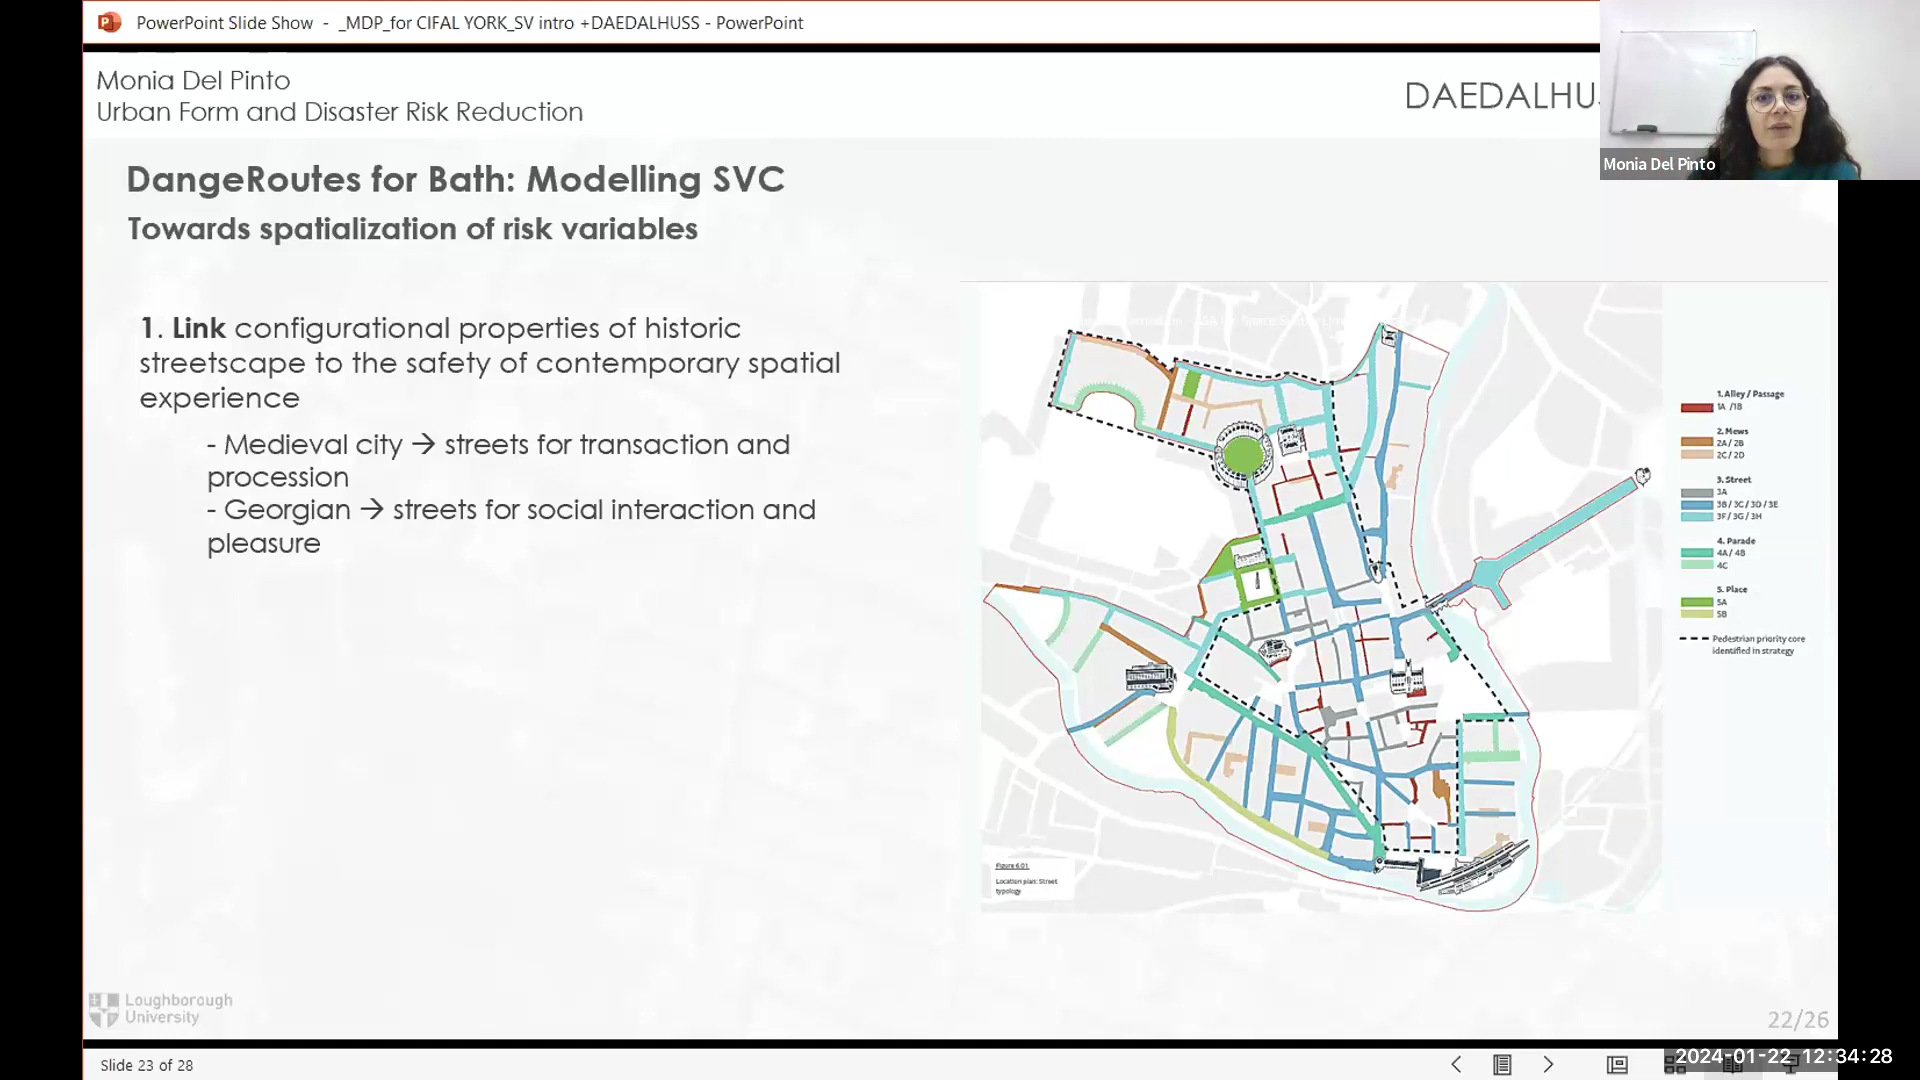 PowerPoint Slide Show - _MDP_for CIFAL YORK_SV intro +DAEDALHUSS - PowerPoint
Monia Del Pinto
Urban Form and Disaster Risk Reduction
DAEDALHUS
Monia Del Pinto
DangeRoutes for Bath: Modelling SVC
Towards spatialization of risk variables
1. Link configurational properties of historic
streetscape to the safety of contemporary spatial
experience
- Medieval city → streets for transaction and
procession
- Georgian → streets for social interaction and
pleasure
1. Alley / Passage
1A /1B
2. Mews
2A / 2B
2C / 2D
3. Street
3A
3B / 3C / 3D / 3E
3F / 3G / 3H
4. Parade
4A / 4B
4C
5. Place
5A
5B
Pedestrian priority core
identified in strategy
Figure 6.01
Location plan: Street
typology
Loughborough
University
22/26
Slide 23 of 28
2024-01-22 12:34:28